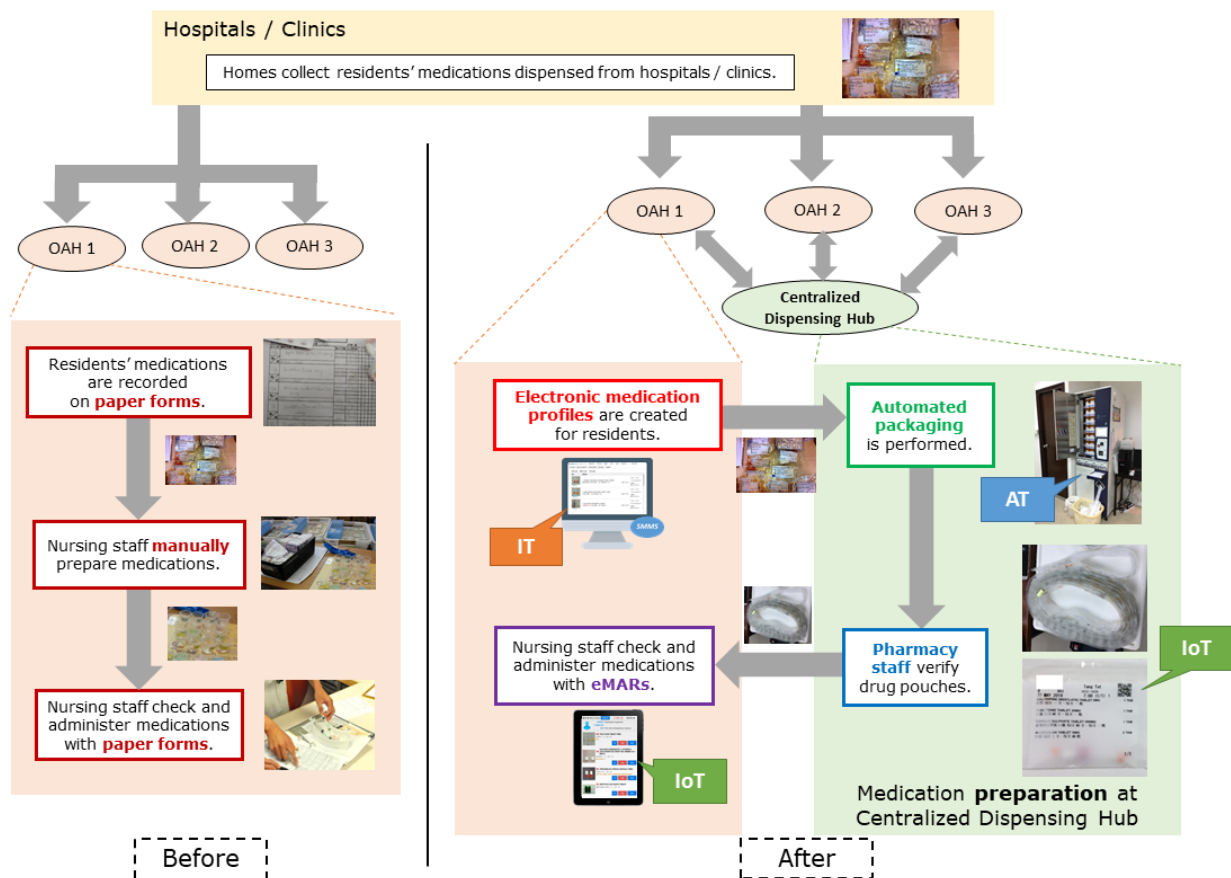 Hospitals / Clinics
Homes collect residents’ medications dispensed from hospitals / clinics.
OAH 1
OAH 2
OAH 3
Residents’ medications
are recorded
on paper forms.
Nursing staff manually
prepare medications.
Nursing staff check and
administer medications
with paper forms.
Before
OAH 1
OAH 2
OAH 3
Centralized
Dispensing Hub
Electronic medication
profiles are created
for residents.
SMMS
IT
Automated
packaging
is performed.
AT
Pharmacy
staff verify
drug pouches.
IoT
Nursing staff check and
administer medications
with eMARs.
IoT
Medication preparation at
Centralized Dispensing Hub
After